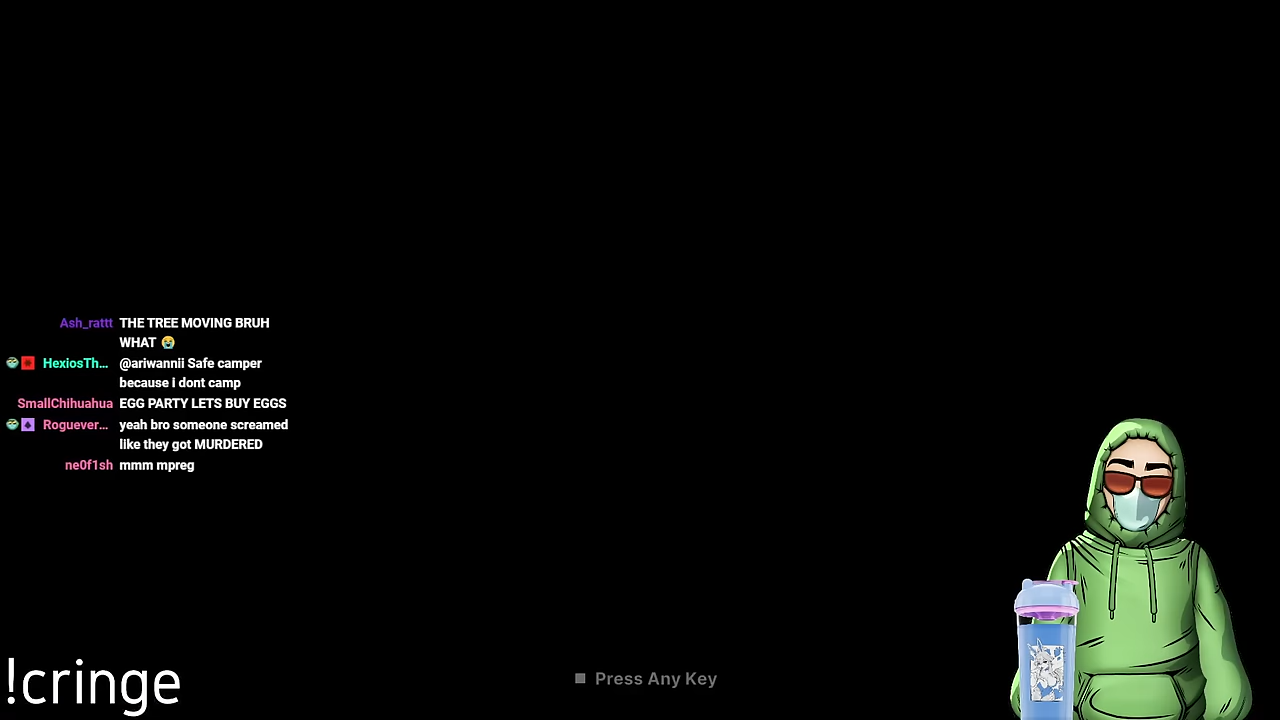 Ash_rattt THE TREE MOVING BRUH
WHAT 😭
HexiosTh... @ariwannii Safe camper
because i dont camp
SmallChihuahua EGG PARTY LETS BUY EGGS
Roguever... yeah bro someone screamed
like they got MURDERED
ne0f1sh mmm mpreg
!cringe
Press Any Key